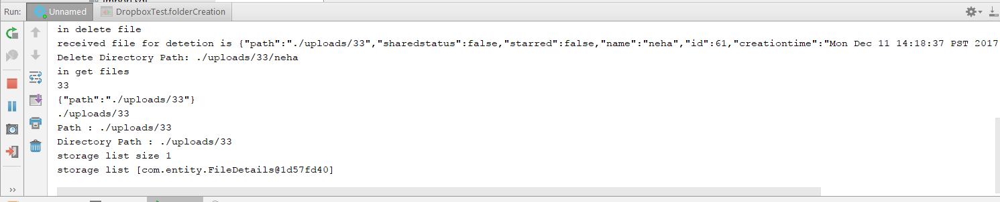 Run:
Unnamed
DropboxTest.folderCreation
in delete file
received file for detetion is {"path":"./uploads/33","sharedstatus":false,"starred":false,"name":"neha","id":61,"creationtime":"Mon Dec 11 14:18:37 PST 2017
Delete Directory Path: ./uploads/33/neha
in get files
33
{"path":"./uploads/33"}
./uploads/33
Path : ./uploads/33
Directory Path : ./uploads/33
storage list size 1
storage list [com.entity.FileDetails@1d57fd40]